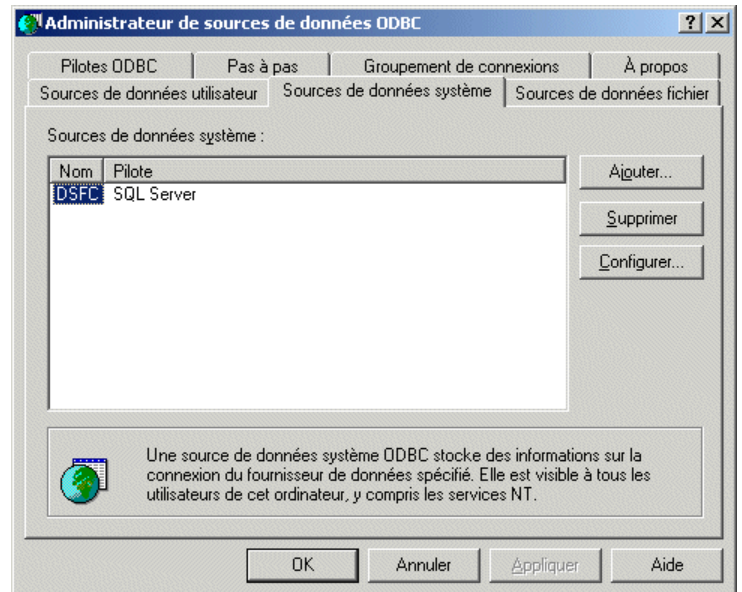 Administrateur de sources de données ODBC
Pilotes ODBC Pas à pas Groupement de connexions À propos
Sources de données utilisateur Sources de données système Sources de données fichier
Sources de données système :
Nom Pilote
DSFC SQL Server
Ajouter...
Supprimer
Configurer...
Une source de données système ODBC stocke des informations sur la
connexion du fournisseur de données spécifié. Elle est visible à tous les
utilisateurs de cet ordinateur, y compris les services NT.
OK Annuler Appliquer Aide